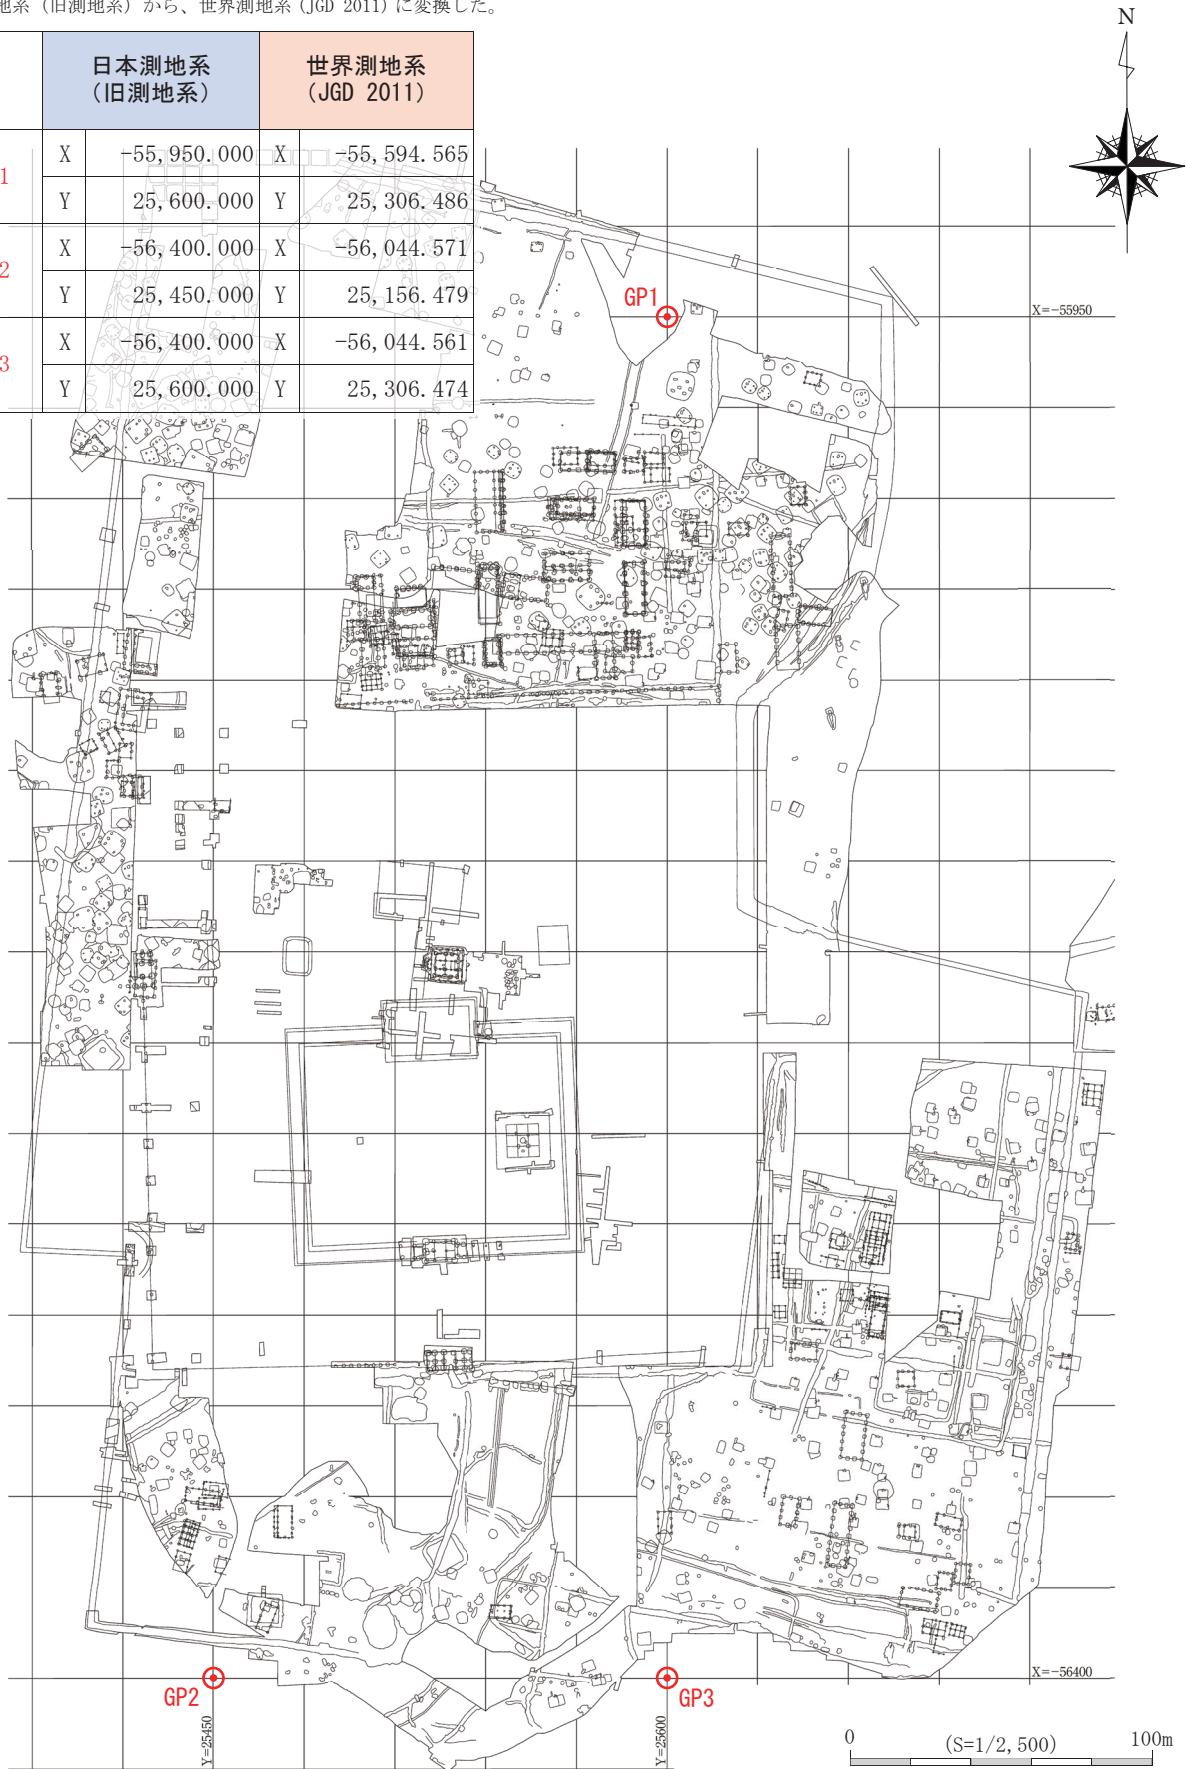 地系（旧測地系）から、世界測地系（JGD 2011）に変換した。
日本測地系 世界測地系
（旧測地系） （JGD 2011）
1 X -55,950.000 X -55,594.565
Y 25,600.000 Y 25,306.486
2 X -56,400.000 X -56,044.571
Y 25,450.000 Y 25,156.479
3 X -56,400.000 X -56,044.561
Y 25,600.000 Y 25,306.474
N
GP1
X=-55950
X=-56400
GP2
GP3
Y=25450
Y=25600
0 (S=1/2,500) 100m